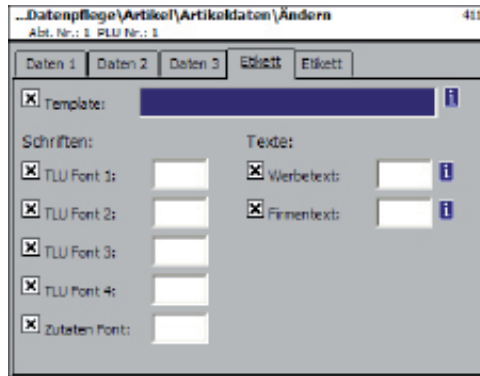 ...Datenpflege\Artikel\Artikeldaten\Ändern 411
Abt. Nr.: 1 PLU Nr.: 1
Daten 1 Daten 2 Daten 3 Etikett Etikett
Template: i
Schriften: Texte:
TLU Font 1: Werbetext: i
TLU Font 2: Firmentext: i
TLU Font 3:
TLU Font 4:
Zutaten Font: